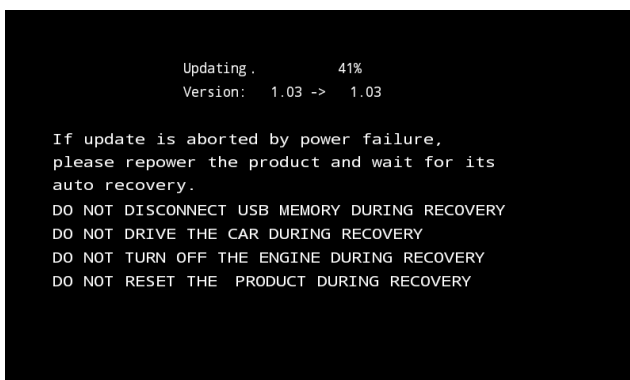 Updating. 41%
Version: 1.03 -> 1.03
If update is aborted by power failure,
please repower the product and wait for its
auto recovery.
DO NOT DISCONNECT USB MEMORY DURING RECOVERY
DO NOT DRIVE THE CAR DURING RECOVERY
DO NOT TURN OFF THE ENGINE DURING RECOVERY
DO NOT RESET THE PRODUCT DURING RECOVERY